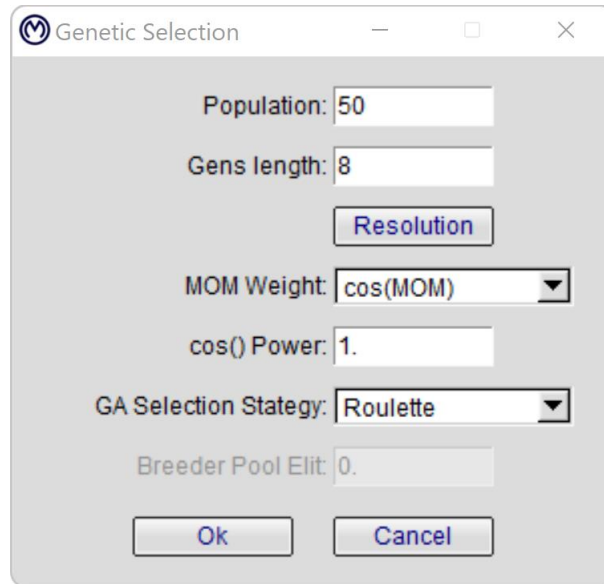 Genetic Selection
Population: 50
Gens length: 8
Resolution
MOM Weight: cos(MOM)
cos() Power: 1.
GA Selection Stategy: Roulette
Breeder Pool Elit: 0.
Ok Cancel